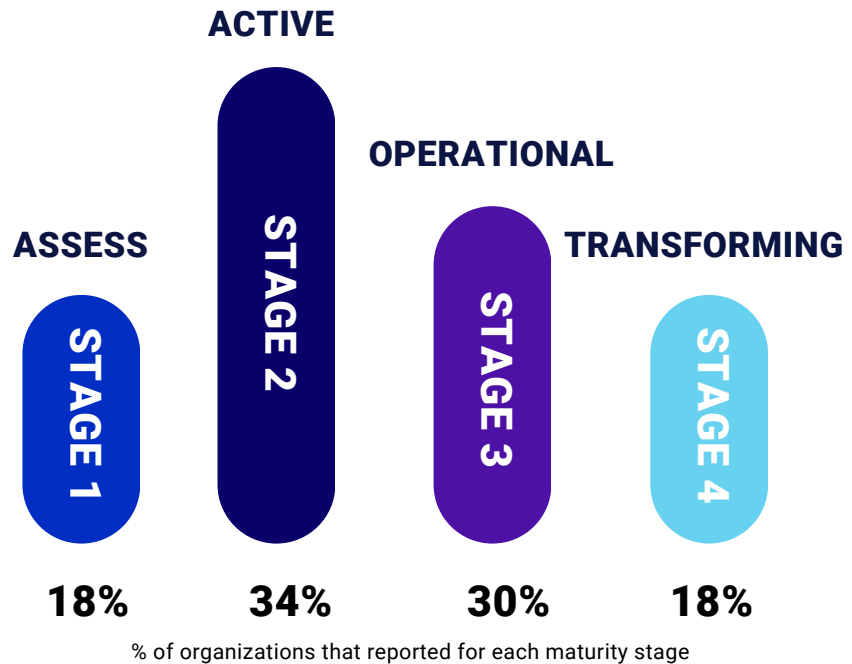 ACTIVE
OPERATIONAL
ASSESS
TRANSFORMING
STAGE 1
STAGE 2
STAGE 3
STAGE 4
18%
34%
30%
18%
% of organizations that reported for each maturity stage